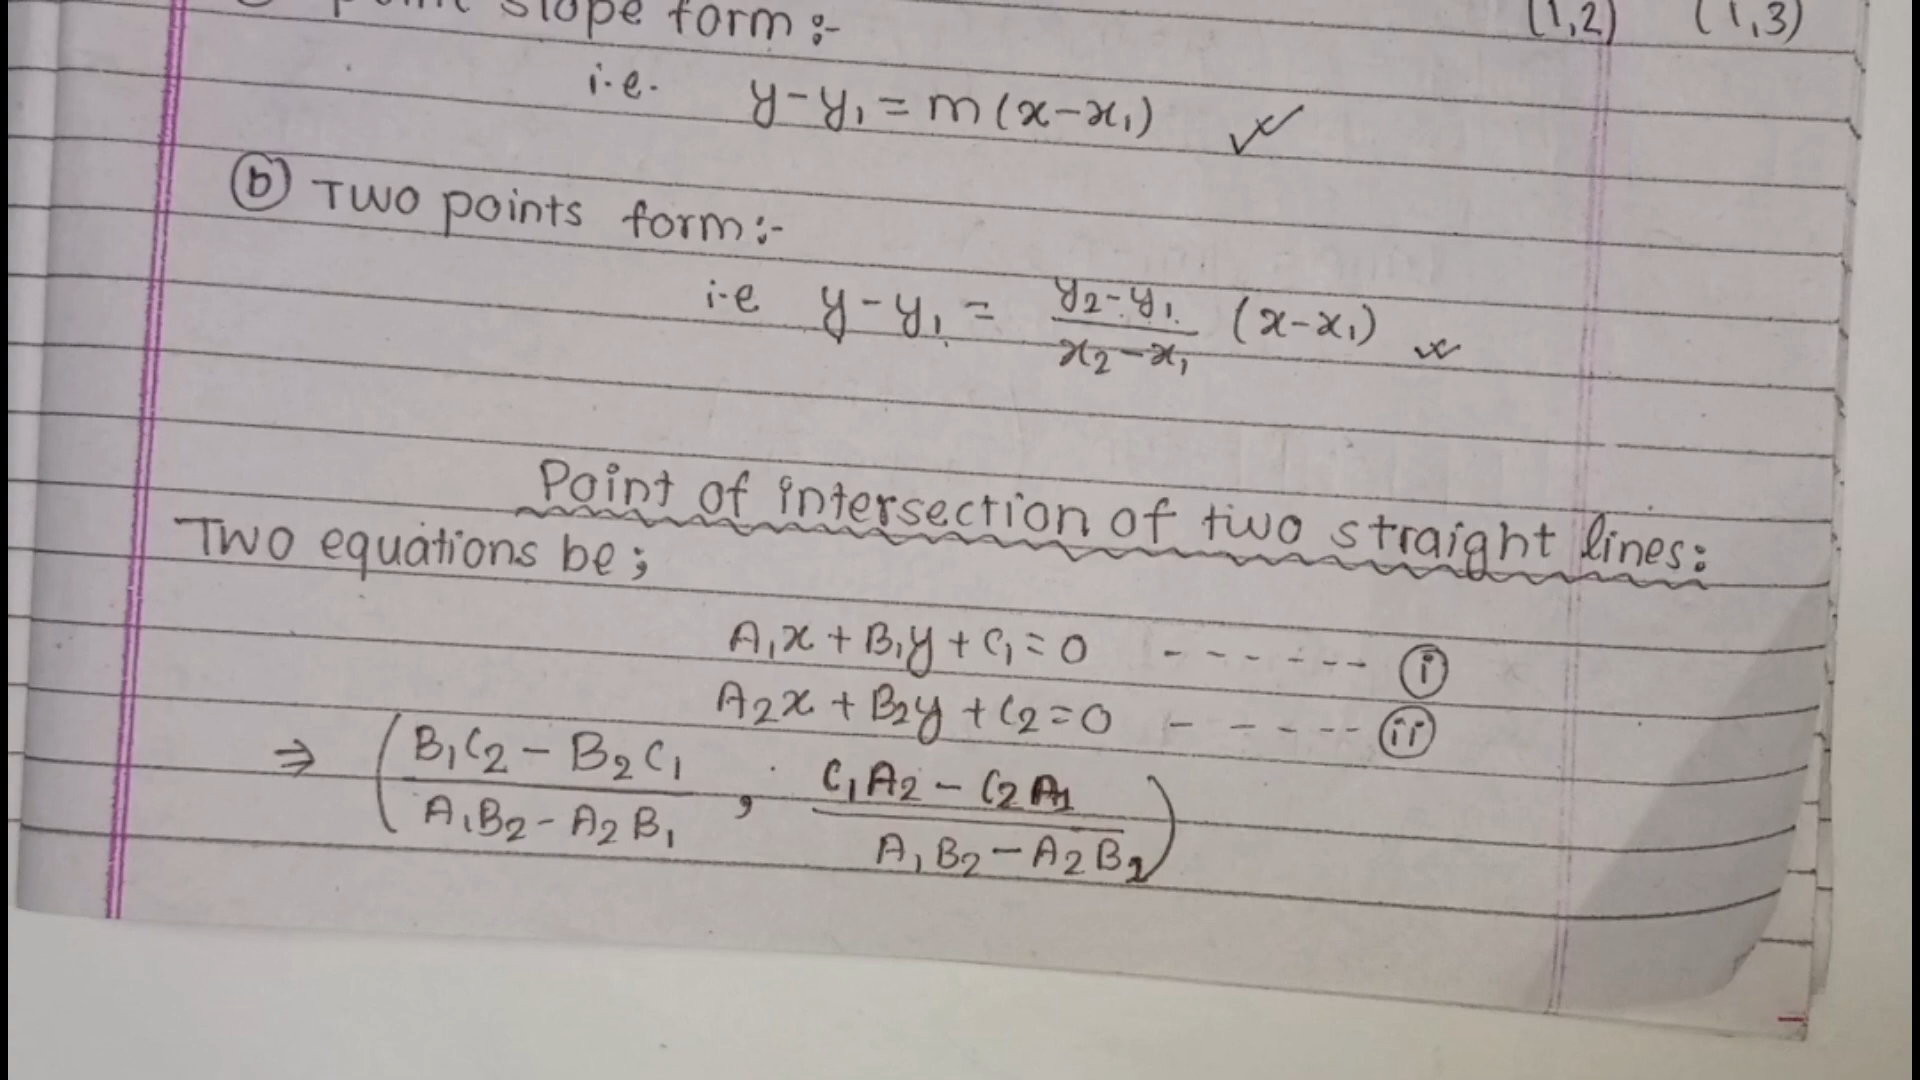 point slope form :-
(1,2) (1,3)
i.e. y-y₁ = m(x-x₁)
(b) Two points form :-
i-e y-y₁ = y₂-y₁ / x₂-x₁ (x-x₁)
Point of intersection of two straight lines:
Two equations be;
A₁x + B₁y + C₁ = 0 ------ (i)
A₂x + B₂y + C₂ = 0 ------ (ii)
⇒ (B₁C₂ - B₂C₁ / A₁B₂ - A₂B₁ , C₁A₂ - C₂A₁ / A₁B₂ - A₂B₁)